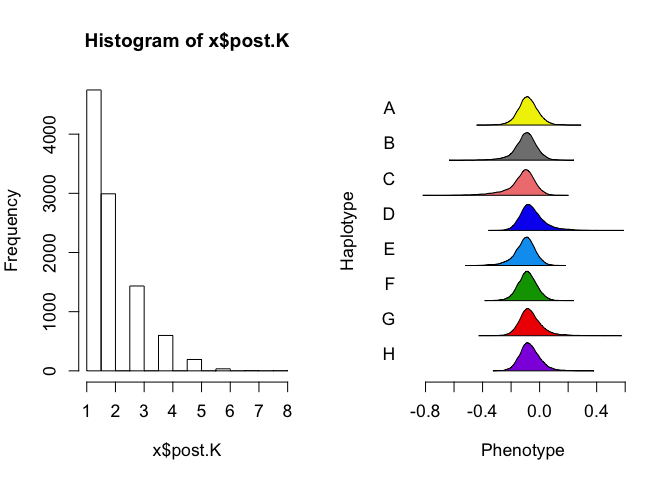 Histogram of x$post.K
Frequency
0
1000
2000
3000
4000
1 2 3 4 5 6 7 8
x$post.K
Haplotype
A
B
C
D
E
F
G
H
-0.8 -0.4 0.0 0.4
Phenotype